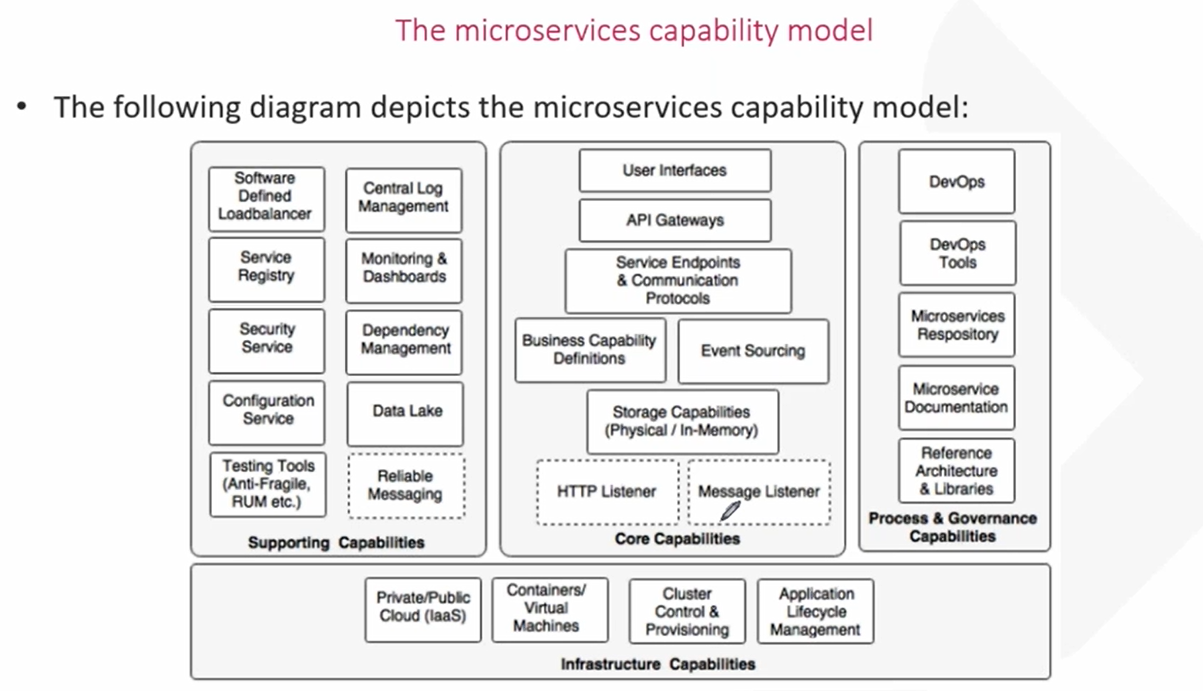 The microservices capability model
• The following diagram depicts the microservices capability model:
Software
Defined
Loadbalancer
Central Log
Management
Service
Registry
Monitoring &
Dashboards
Security
Service
Dependency
Management
Configuration
Service
Data Lake
Testing Tools
(Anti-Fragile,
RUM etc.)
Reliable
Messaging
Supporting Capabilities
User Interfaces
API Gateways
Service Endpoints
& Communication
Protocols
Business Capability
Definitions
Event Sourcing
Storage Capabilities
(Physical / In-Memory)
HTTP Listener
Message Listener
Core Capabilities
DevOps
DevOps
Tools
Microservices
Respository
Microservice
Documentation
Reference
Architecture
& Libraries
Process & Governance
Capabilities
Private/Public
Cloud (IaaS)
Containers/
Virtual
Machines
Cluster
Control &
Provisioning
Application
Lifecycle
Management
Infrastructure Capabilities